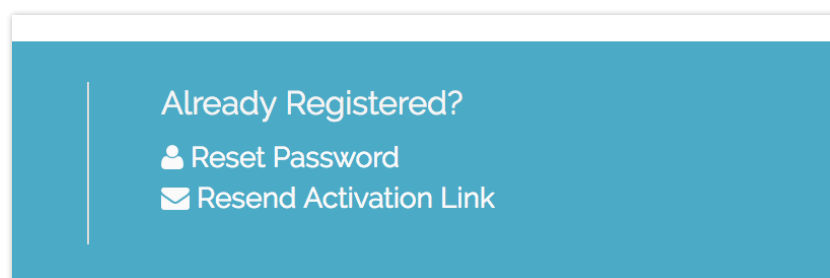 Already Registered?
Reset Password
Resend Activation Link